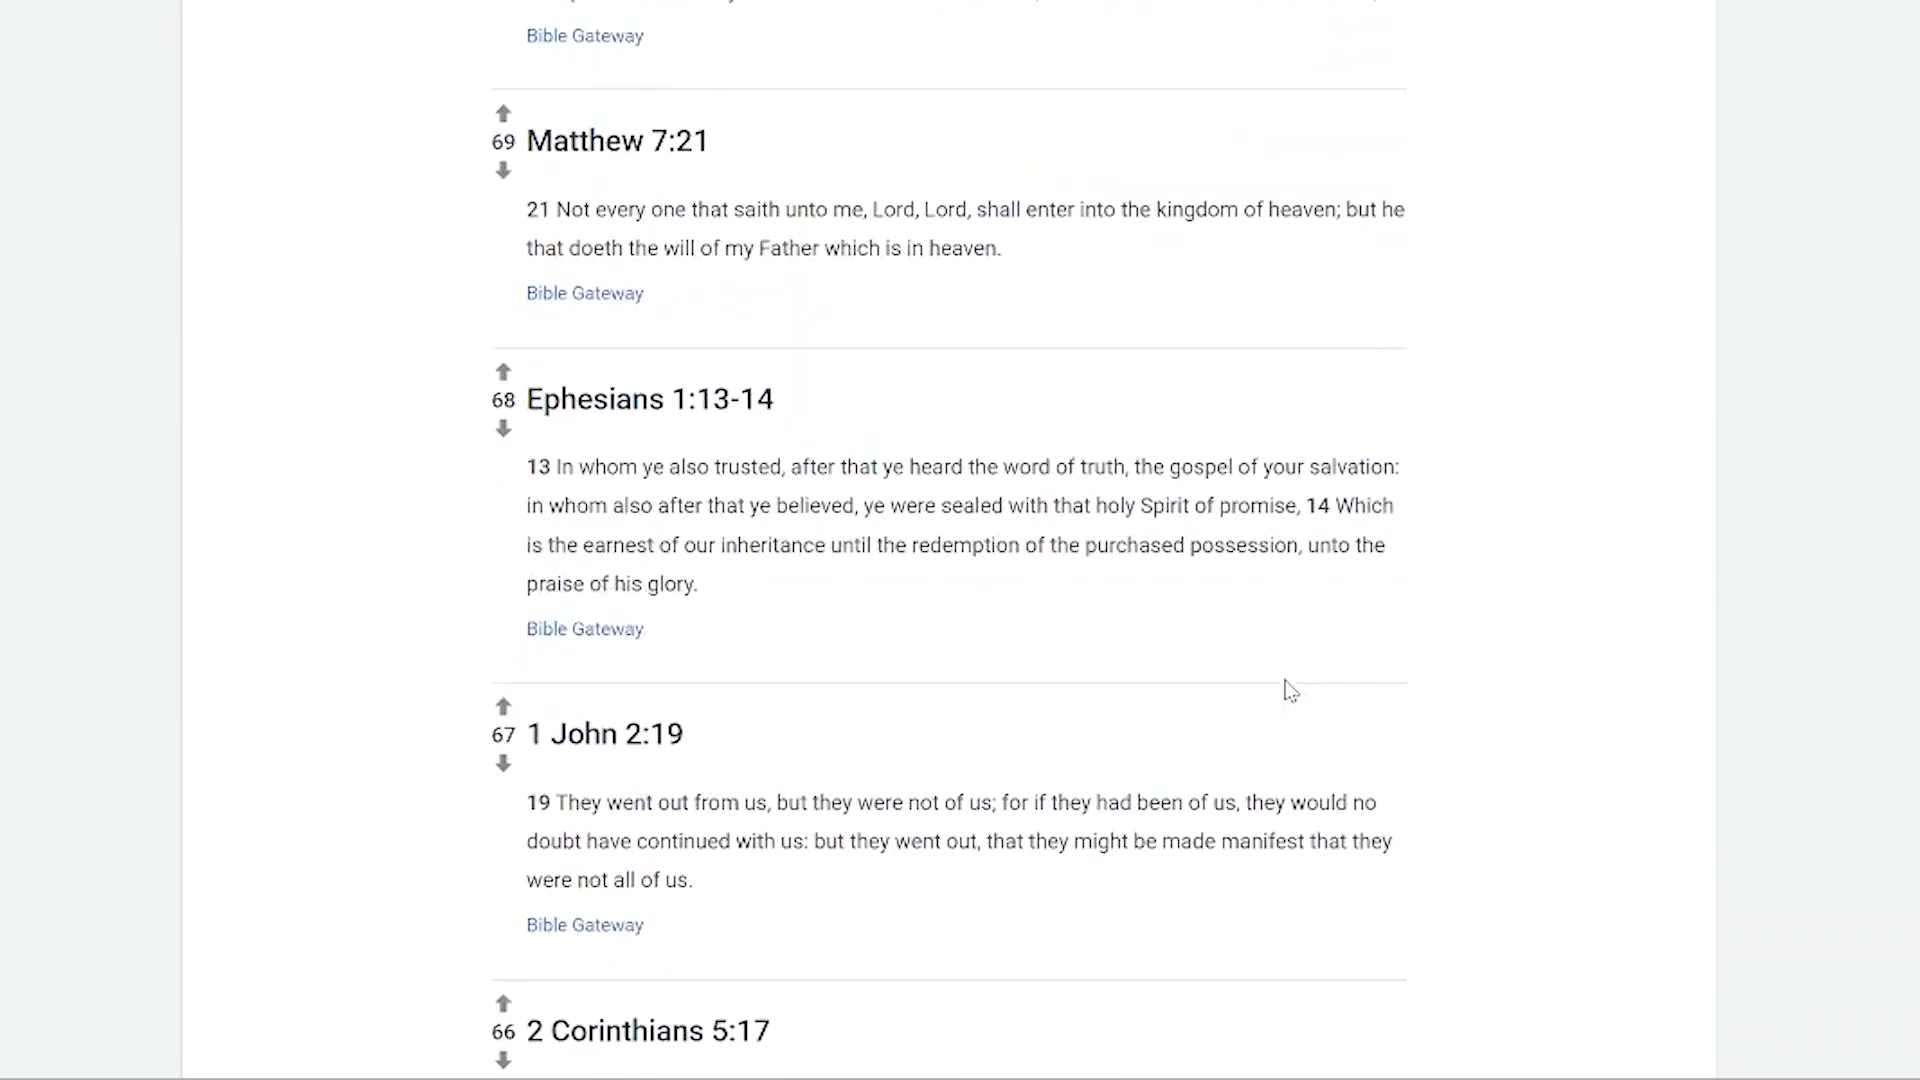 Bible Gateway
69 Matthew 7:21
21 Not every one that saith unto me, Lord, Lord, shall enter into the kingdom of heaven; but he
that doeth the will of my Father which is in heaven.
Bible Gateway
68 Ephesians 1:13-14
13 In whom ye also trusted, after that ye heard the word of truth, the gospel of your salvation:
in whom also after that ye believed, ye were sealed with that holy Spirit of promise, 14 Which
is the earnest of our inheritance until the redemption of the purchased possession, unto the
praise of his glory.
Bible Gateway
67 1 John 2:19
19 They went out from us, but they were not of us; for if they had been of us, they would no
doubt have continued with us: but they went out, that they might be made manifest that they
were not all of us.
Bible Gateway
66 2 Corinthians 5:17